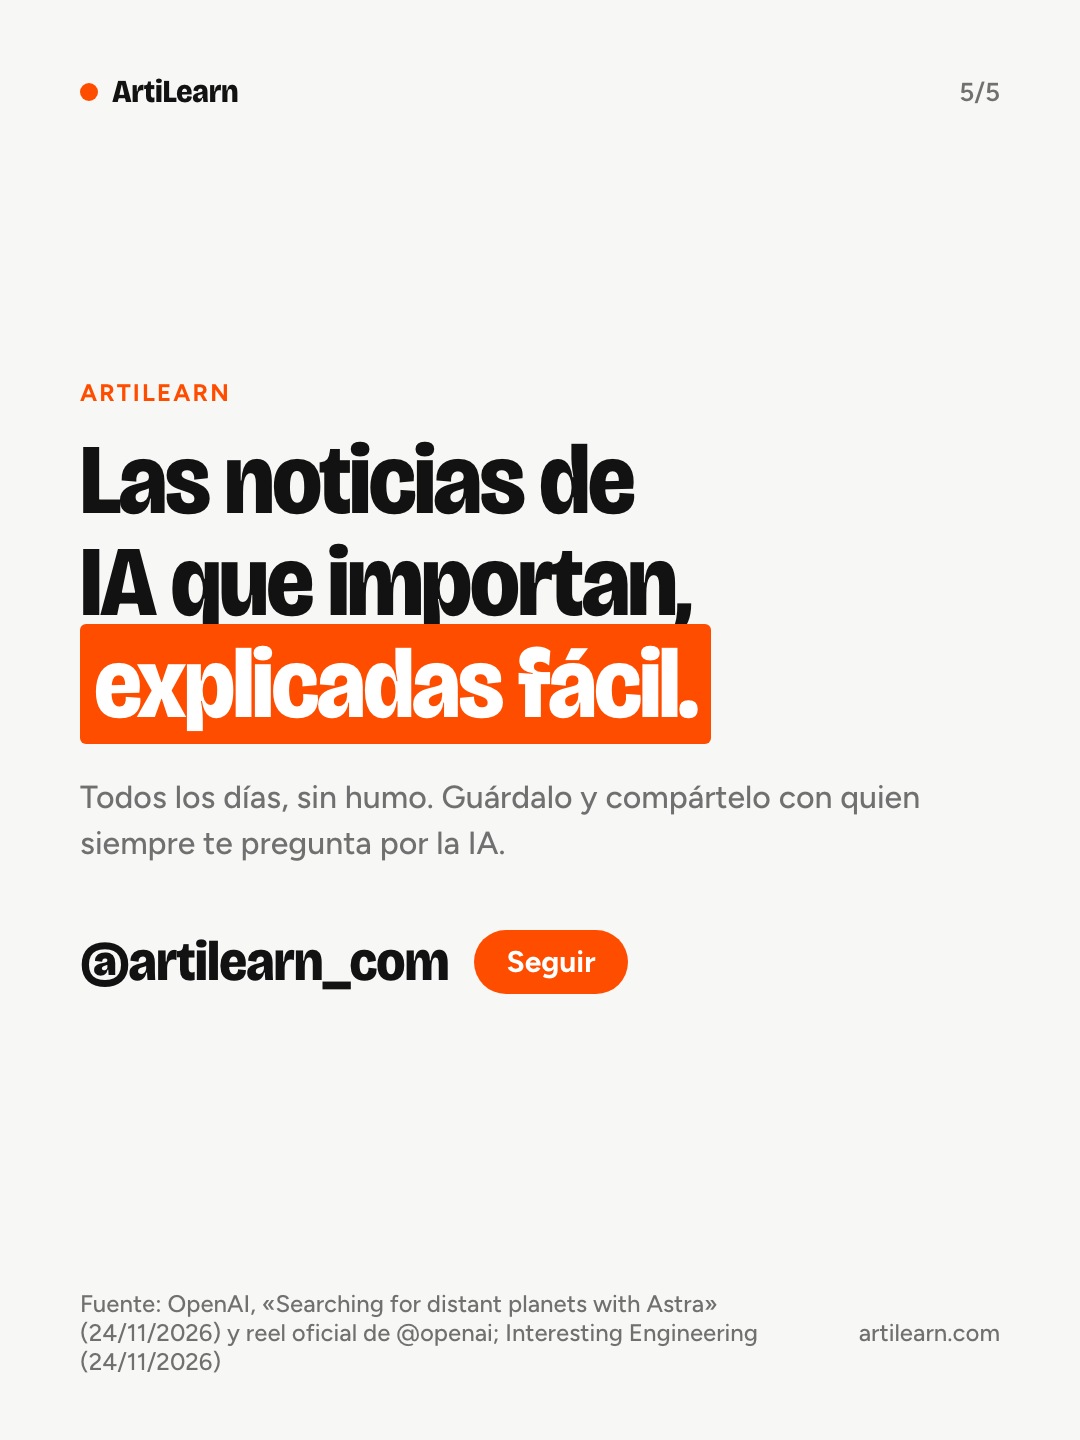 ArtiLearn
5/5
ARTILEARN
Las noticias de
IA que importan,
explicadas fácil.
Todos los días, sin humo. Guárdalo y compártelo con quien
siempre te pregunta por la IA.
@artilearn_com
Seguir
Fuente: OpenAI, «Searching for distant planets with Astra»
(24/11/2026) y reel oficial de @openai; Interesting Engineering
(24/11/2026)
artilearn.com